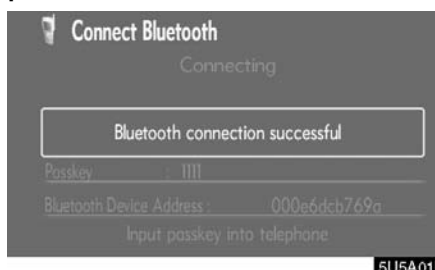 Connect Bluetooth
Connecting
Bluetooth connection successful
Passkey : 1111
Bluetooth Device Address : 000e6dcb769a
Input passkey into telephone
5U5A01